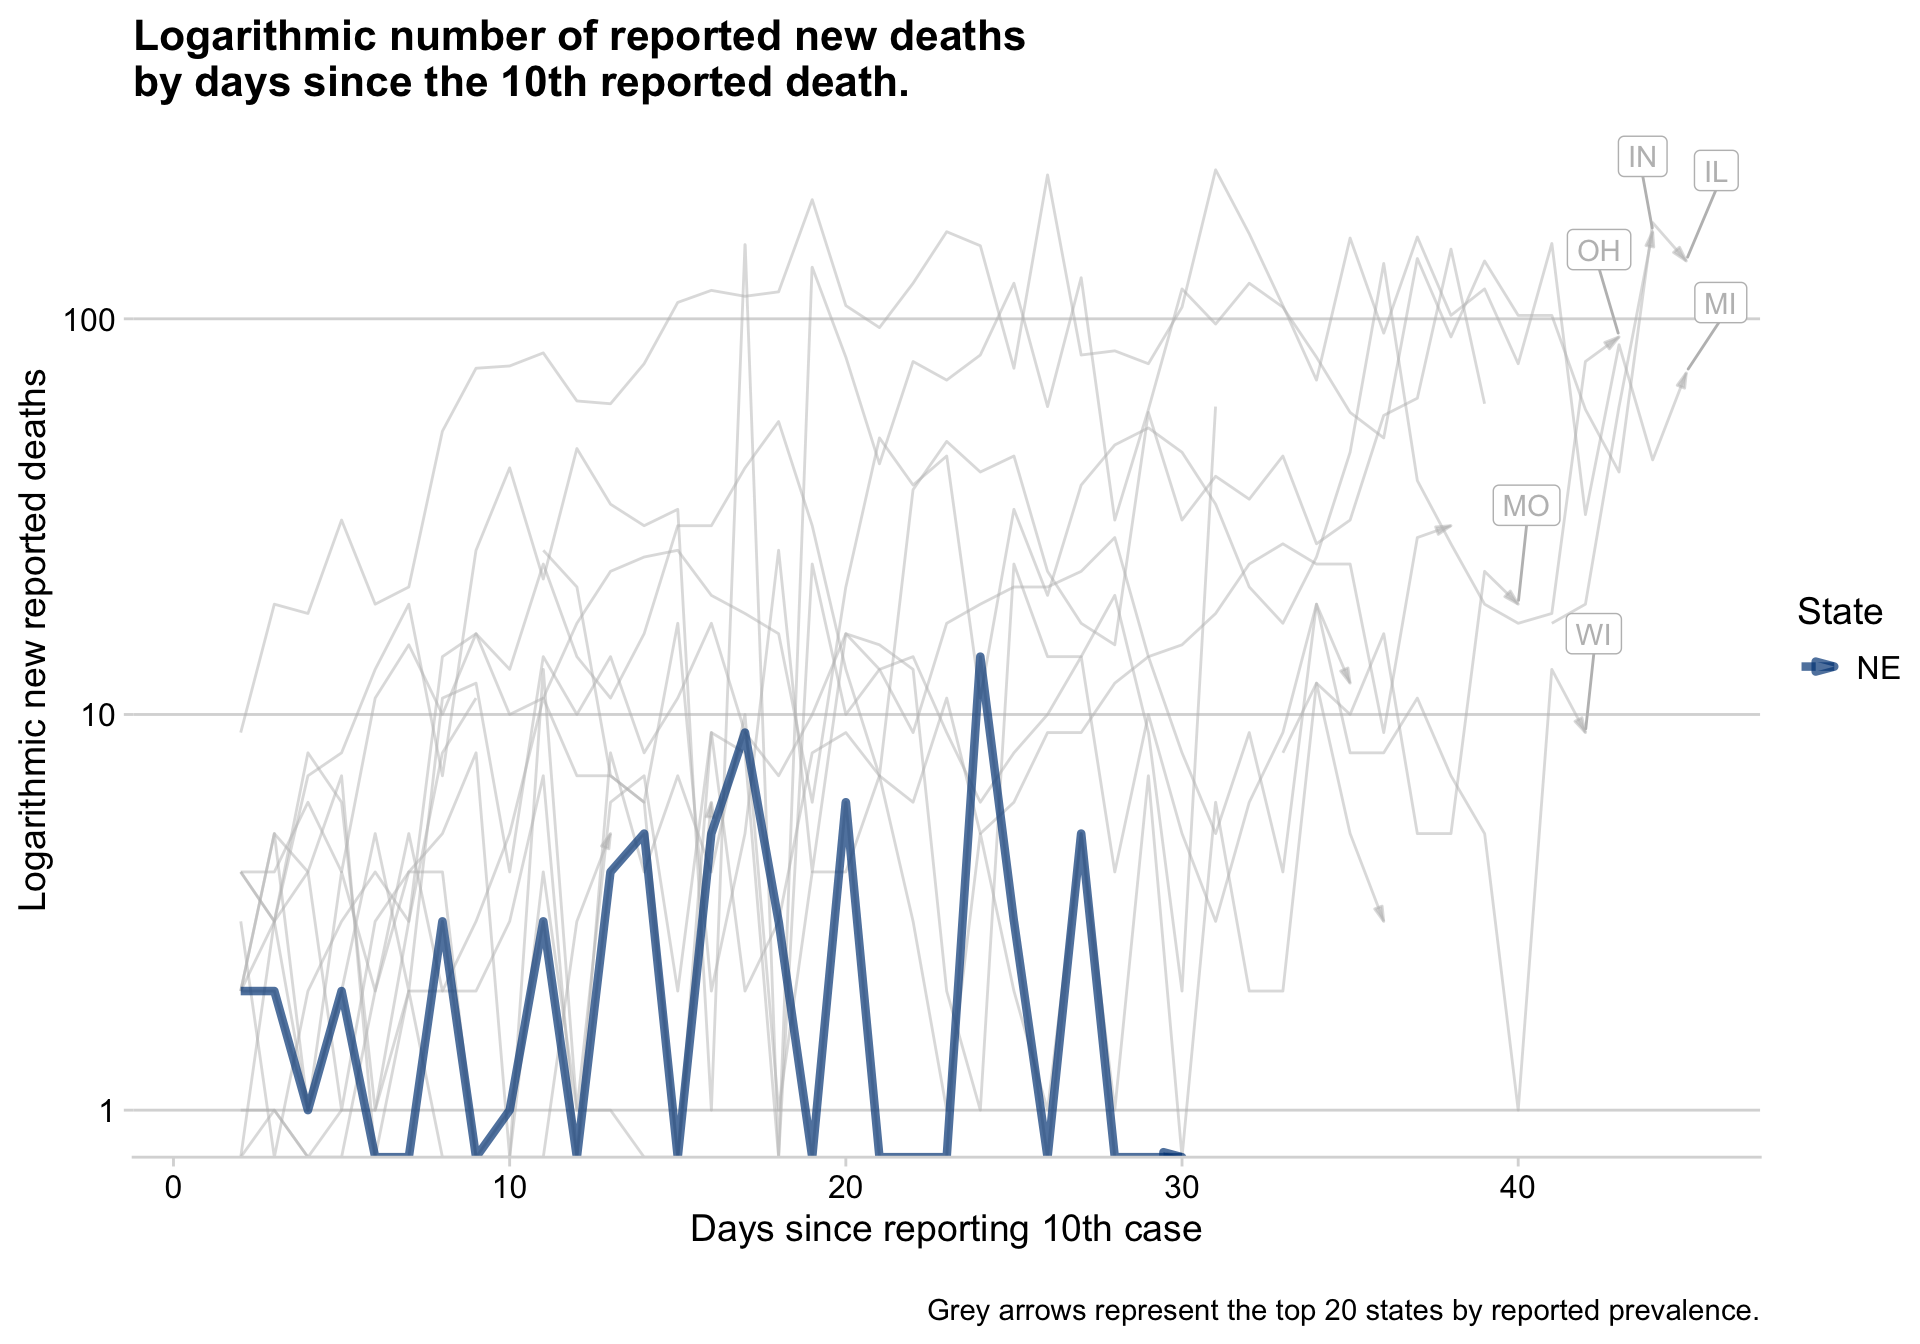 Logarithmic number of reported new deaths
by days since the 10th reported death.
IN
IL
OH
MI
100
MO
WI
State
NE
10
1
Logarithmic new reported deaths
0
10
20
30
40
Days since reporting 10th case
Grey arrows represent the top 20 states by reported prevalence.